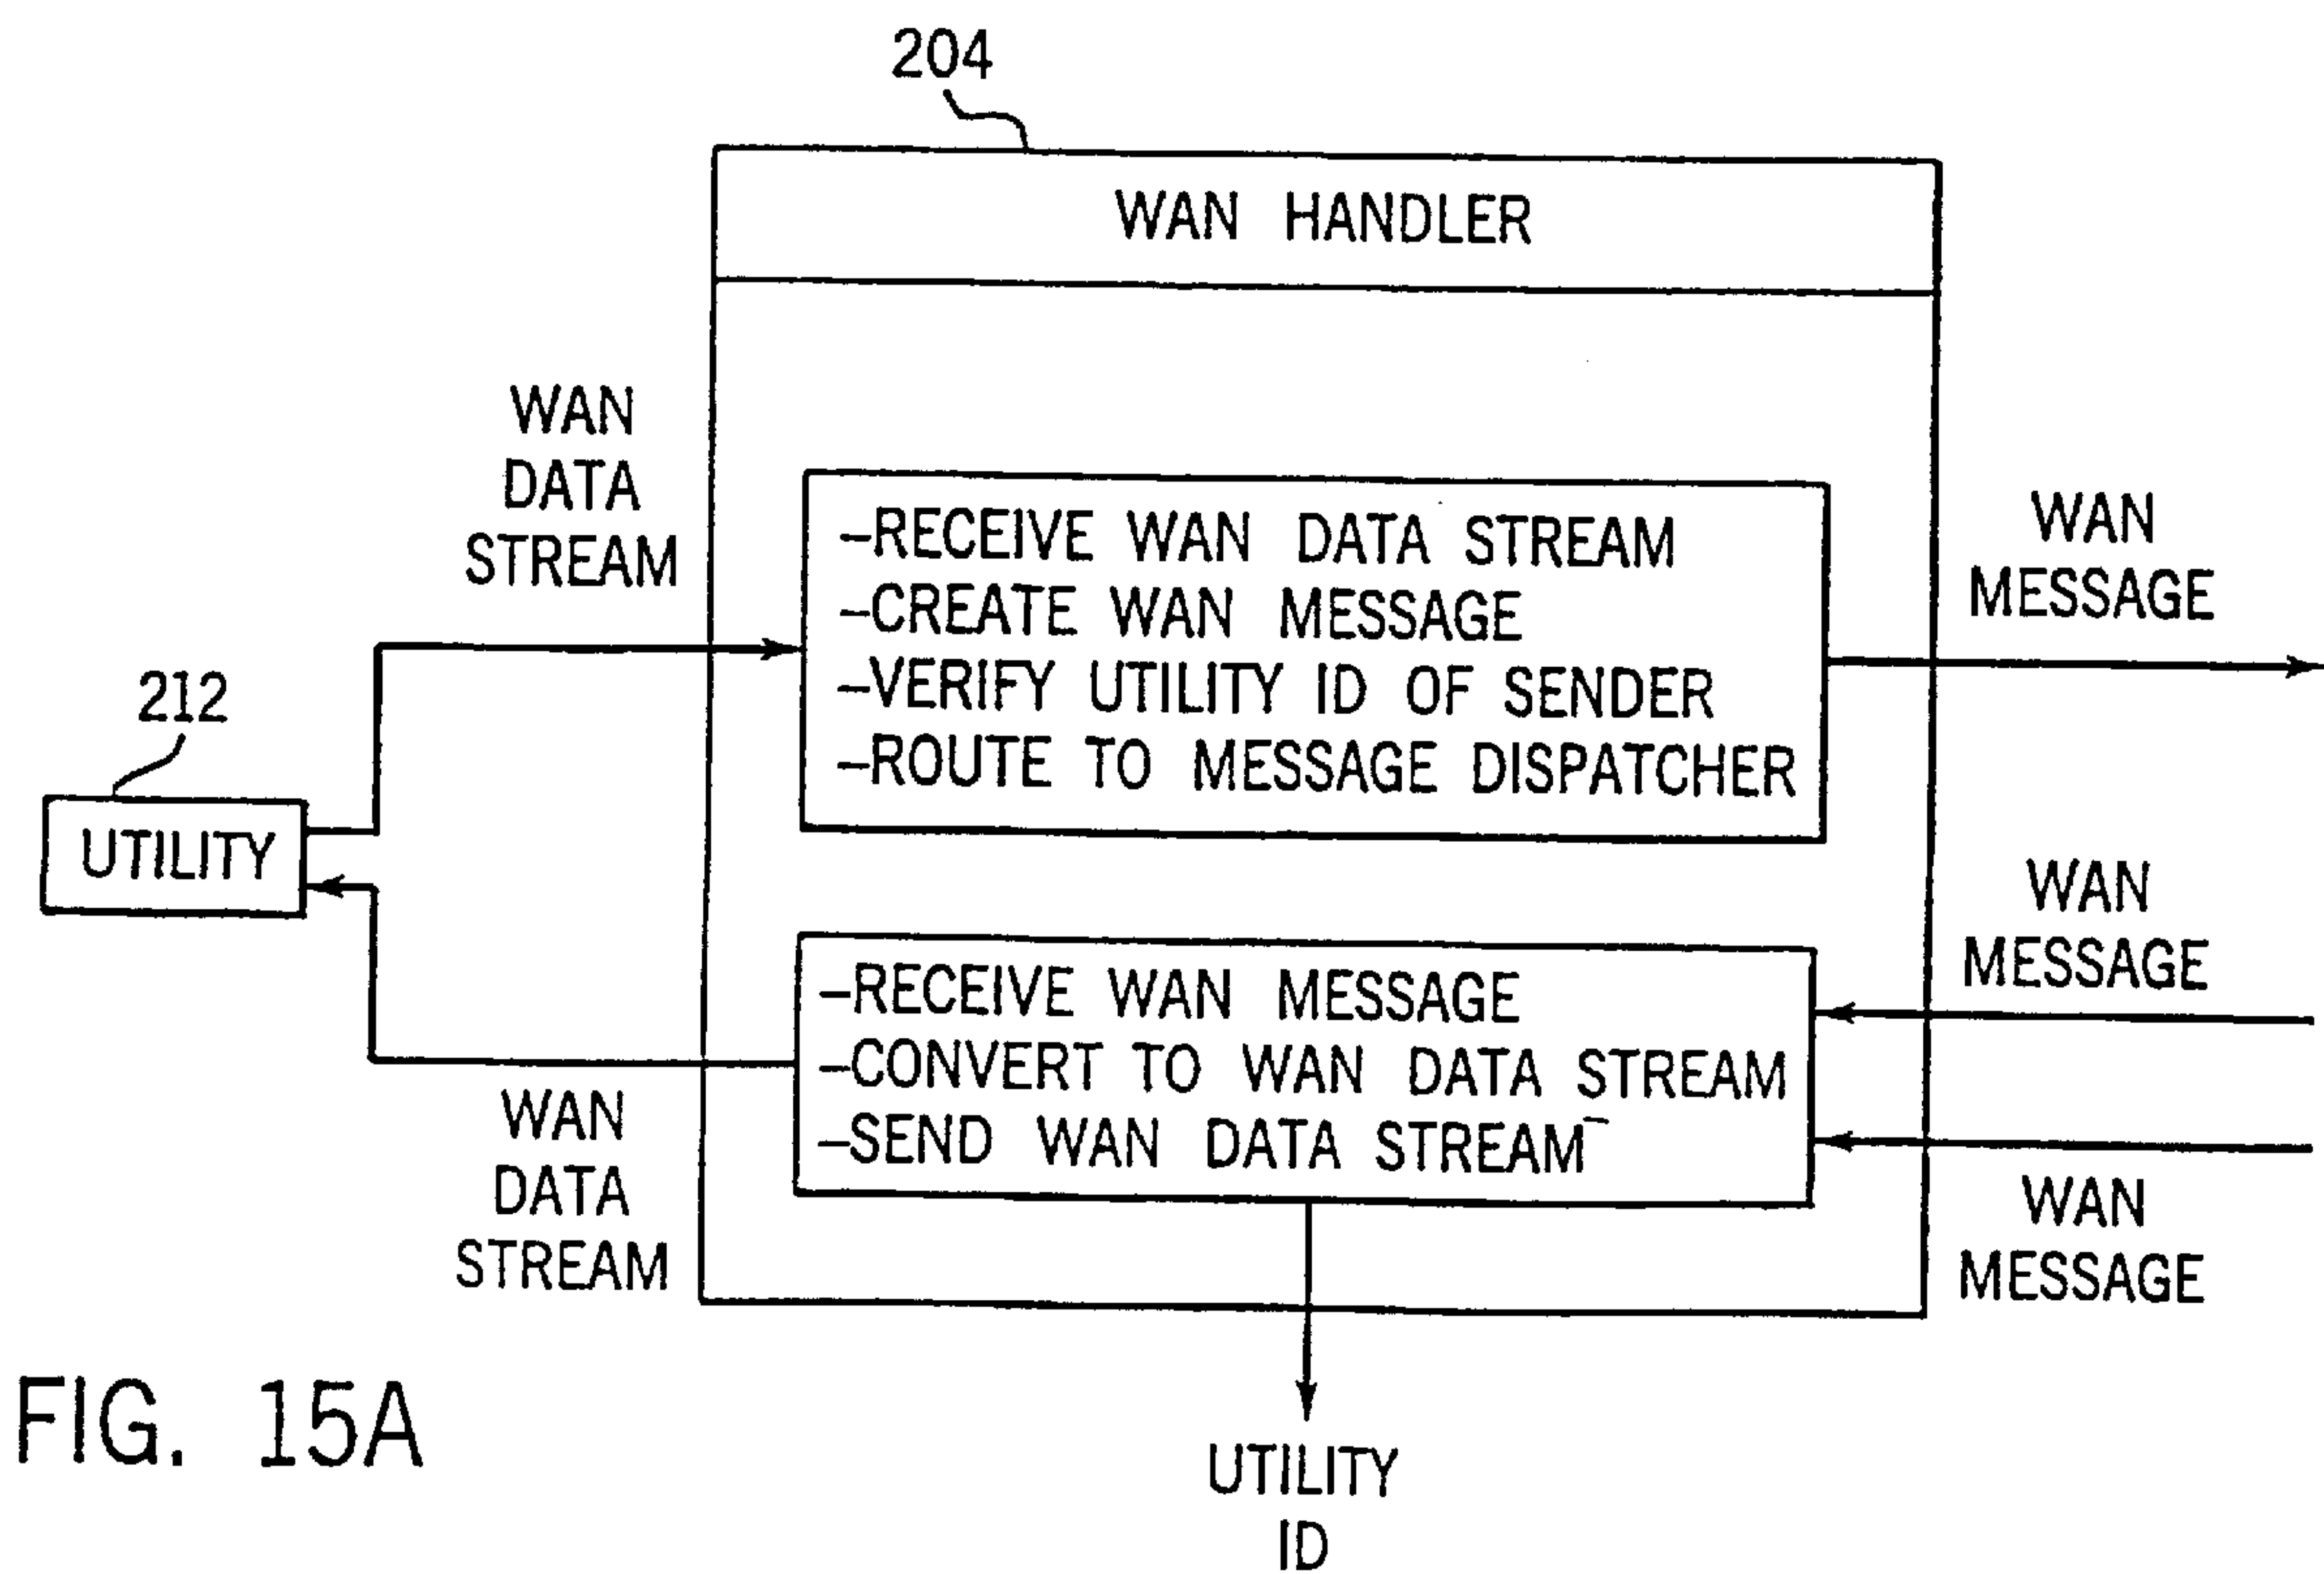 204
WAN HANDLER
WAN
DATA
STREAM
–RECEIVE WAN DATA STREAM
–CREATE WAN MESSAGE
–VERIFY UTILITY ID OF SENDER
–ROUTE TO MESSAGE DISPATCHER
WAN
MESSAGE
212
UTILITY
WAN
MESSAGE
–RECEIVE WAN MESSAGE
–CONVERT TO WAN DATA STREAM
–SEND WAN DATA STREAM
WAN
DATA
STREAM
WAN
MESSAGE
UTILITY
ID
FIG. 15A